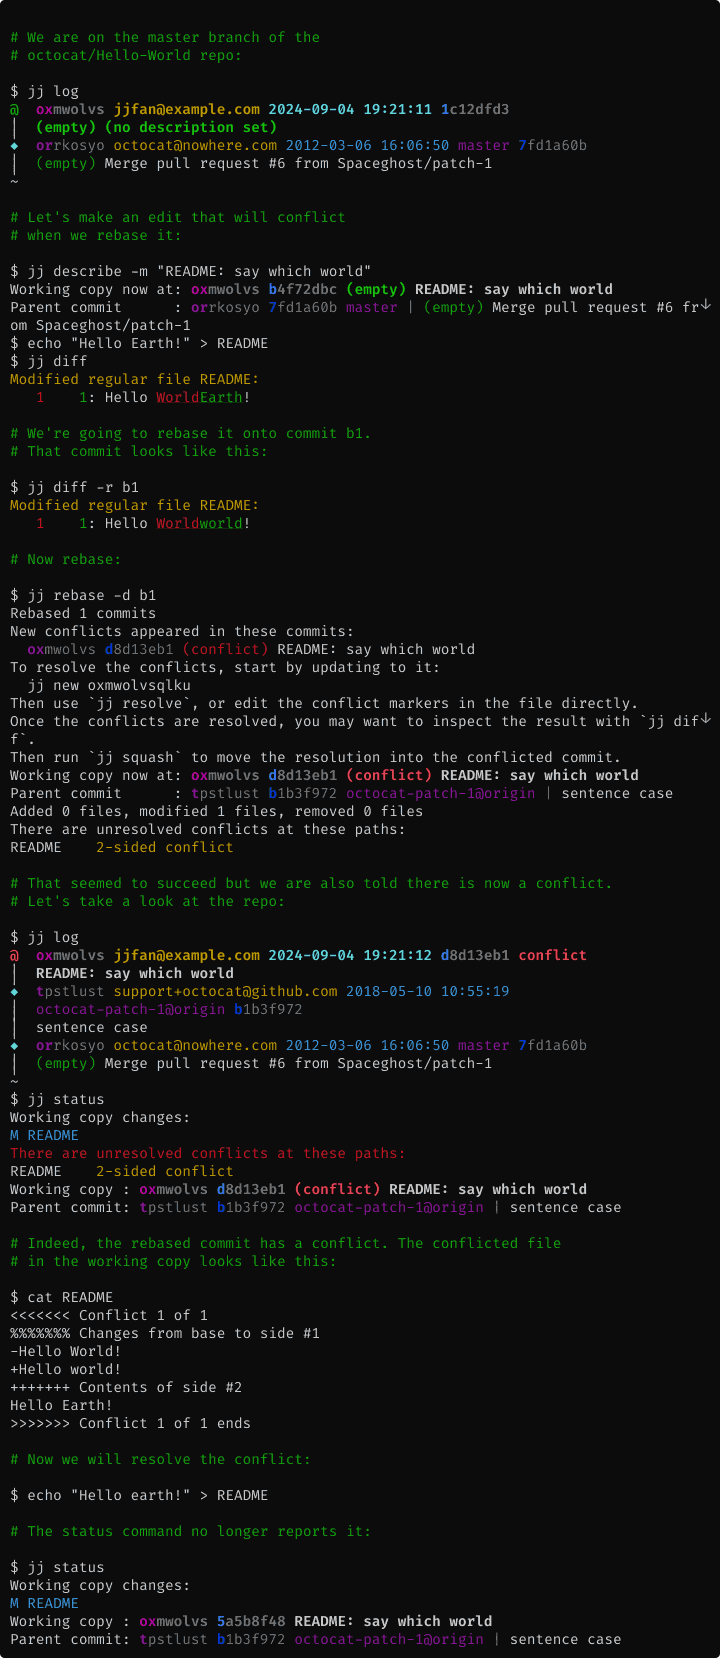 # We are on the master branch of the
# octocat/Hello-World repo:
$ jj log
@  oxmwolvs jjfan@example.com 2024-09-04 19:21:11 1c12dfd3
│  (empty) (no description set)
◆  orrkosyo octocat@nowhere.com 2012-03-06 16:06:50 master 7fd1a60b
│  (empty) Merge pull request #6 from Spaceghost/patch-1
~
# Let's make an edit that will conflict
# when we rebase it:
$ jj describe -m "README: say which world"
Working copy now at: oxmwolvs b4f72dbc (empty) README: say which world
Parent commit      : orrkosyo 7fd1a60b master | (empty) Merge pull request #6 fr↓
om Spaceghost/patch-1
$ echo "Hello Earth!" > README
$ jj diff
Modified regular file README:
   1    1: Hello WorldEarth!
# We're going to rebase it onto commit b1.
# That commit looks like this:
$ jj diff -r b1
Modified regular file README:
   1    1: Hello Worldworld!
# Now rebase:
$ jj rebase -d b1
Rebased 1 commits
New conflicts appeared in these commits:
  oxmwolvs d8d13eb1 (conflict) README: say which world
To resolve the conflicts, start by updating to it:
  jj new oxmwolvsqlku
Then use `jj resolve`, or edit the conflict markers in the file directly.
Once the conflicts are resolved, you may want to inspect the result with `jj dif↓
f`.
Then run `jj squash` to move the resolution into the conflicted commit.
Working copy now at: oxmwolvs d8d13eb1 (conflict) README: say which world
Parent commit      : tpstlust b1b3f972 octocat-patch-1@origin | sentence case
Added 0 files, modified 1 files, removed 0 files
There are unresolved conflicts at these paths:
README    2-sided conflict
# That seemed to succeed but we are also told there is now a conflict.
# Let's take a look at the repo:
$ jj log
@  oxmwolvs jjfan@example.com 2024-09-04 19:21:12 d8d13eb1 conflict
│  README: say which world
◆  tpstlust support+octocat@github.com 2018-05-10 10:55:19
│  octocat-patch-1@origin b1b3f972
│  sentence case
◆  orrkosyo octocat@nowhere.com 2012-03-06 16:06:50 master 7fd1a60b
│  (empty) Merge pull request #6 from Spaceghost/patch-1
~
$ jj status
Working copy changes:
M README
There are unresolved conflicts at these paths:
README    2-sided conflict
Working copy : oxmwolvs d8d13eb1 (conflict) README: say which world
Parent commit: tpstlust b1b3f972 octocat-patch-1@origin | sentence case
# Indeed, the rebased commit has a conflict. The conflicted file
# in the working copy looks like this:
$ cat README
<<<<<<< Conflict 1 of 1
%%%%%%% Changes from base to side #1
-Hello World!
+Hello world!
+++++++ Contents of side #2
Hello Earth!
>>>>>>> Conflict 1 of 1 ends
# Now we will resolve the conflict:
$ echo "Hello earth!" > README
# The status command no longer reports it:
$ jj status
Working copy changes:
M README
Working copy : oxmwolvs 5a5b8f48 README: say which world
Parent commit: tpstlust b1b3f972 octocat-patch-1@origin | sentence case